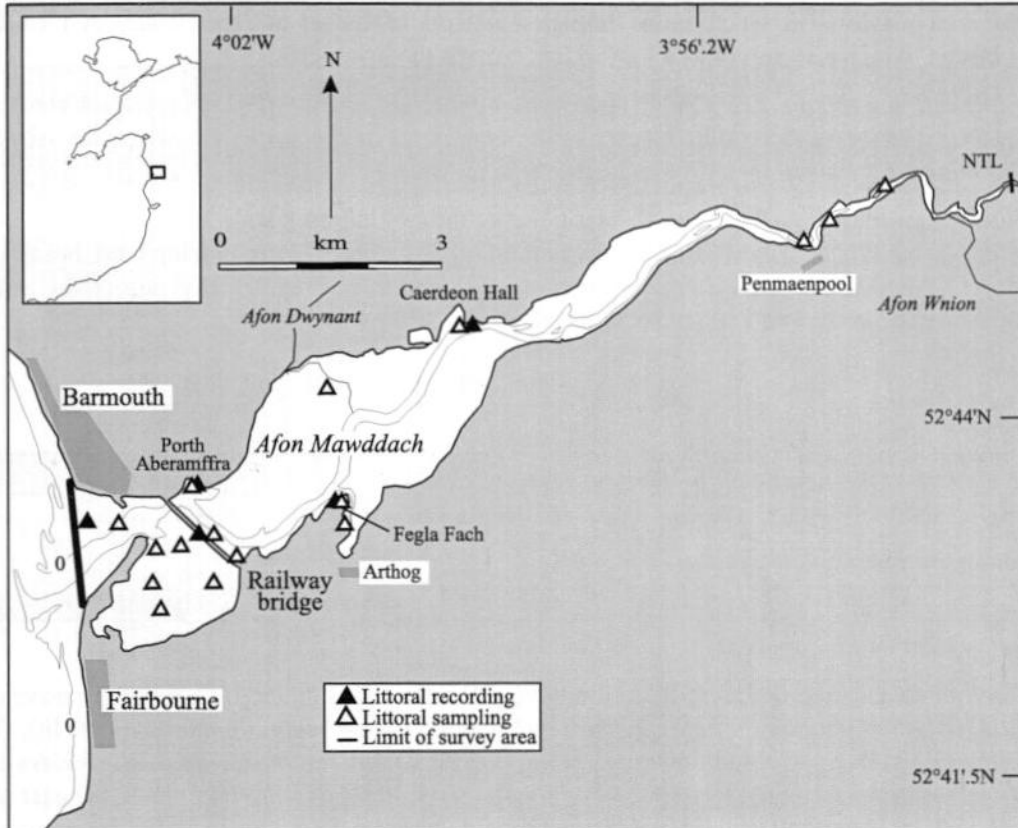 4°02'W
3°56'.2W
N
NTL
0 km 3
Caerdeon Hall
Penmaenpool
Afon Dwynant
Afon Wnion
Barmouth
52°44'N
Afon Mawddach
Porth
Aberamffra
Fegla Fach
0
Arthog
Railway
bridge
Fairbourne
0
Littoral recording
Littoral sampling
Limit of survey area
52°41'.5N